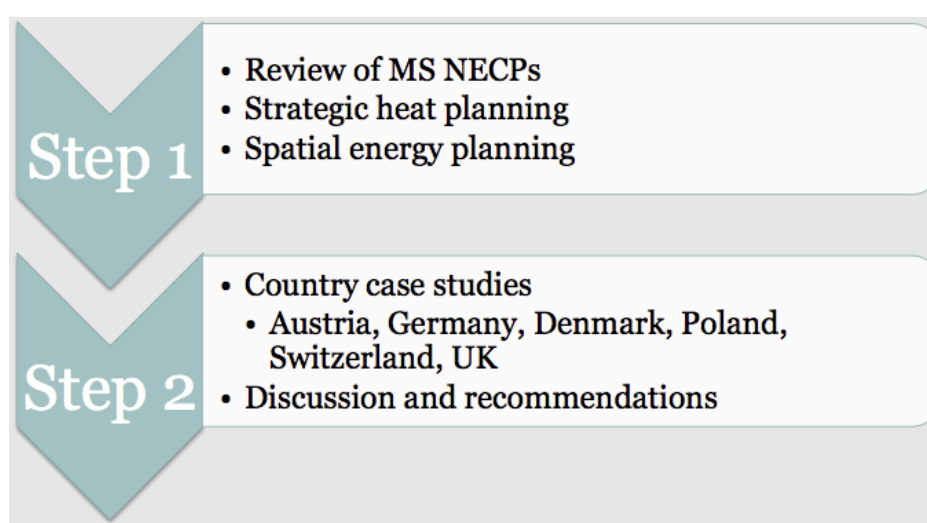 Step 1
• Review of MS NECPs
• Strategic heat planning
• Spatial energy planning
Step 2
• Country case studies
• Austria, Germany, Denmark, Poland,
Switzerland, UK
• Discussion and recommendations